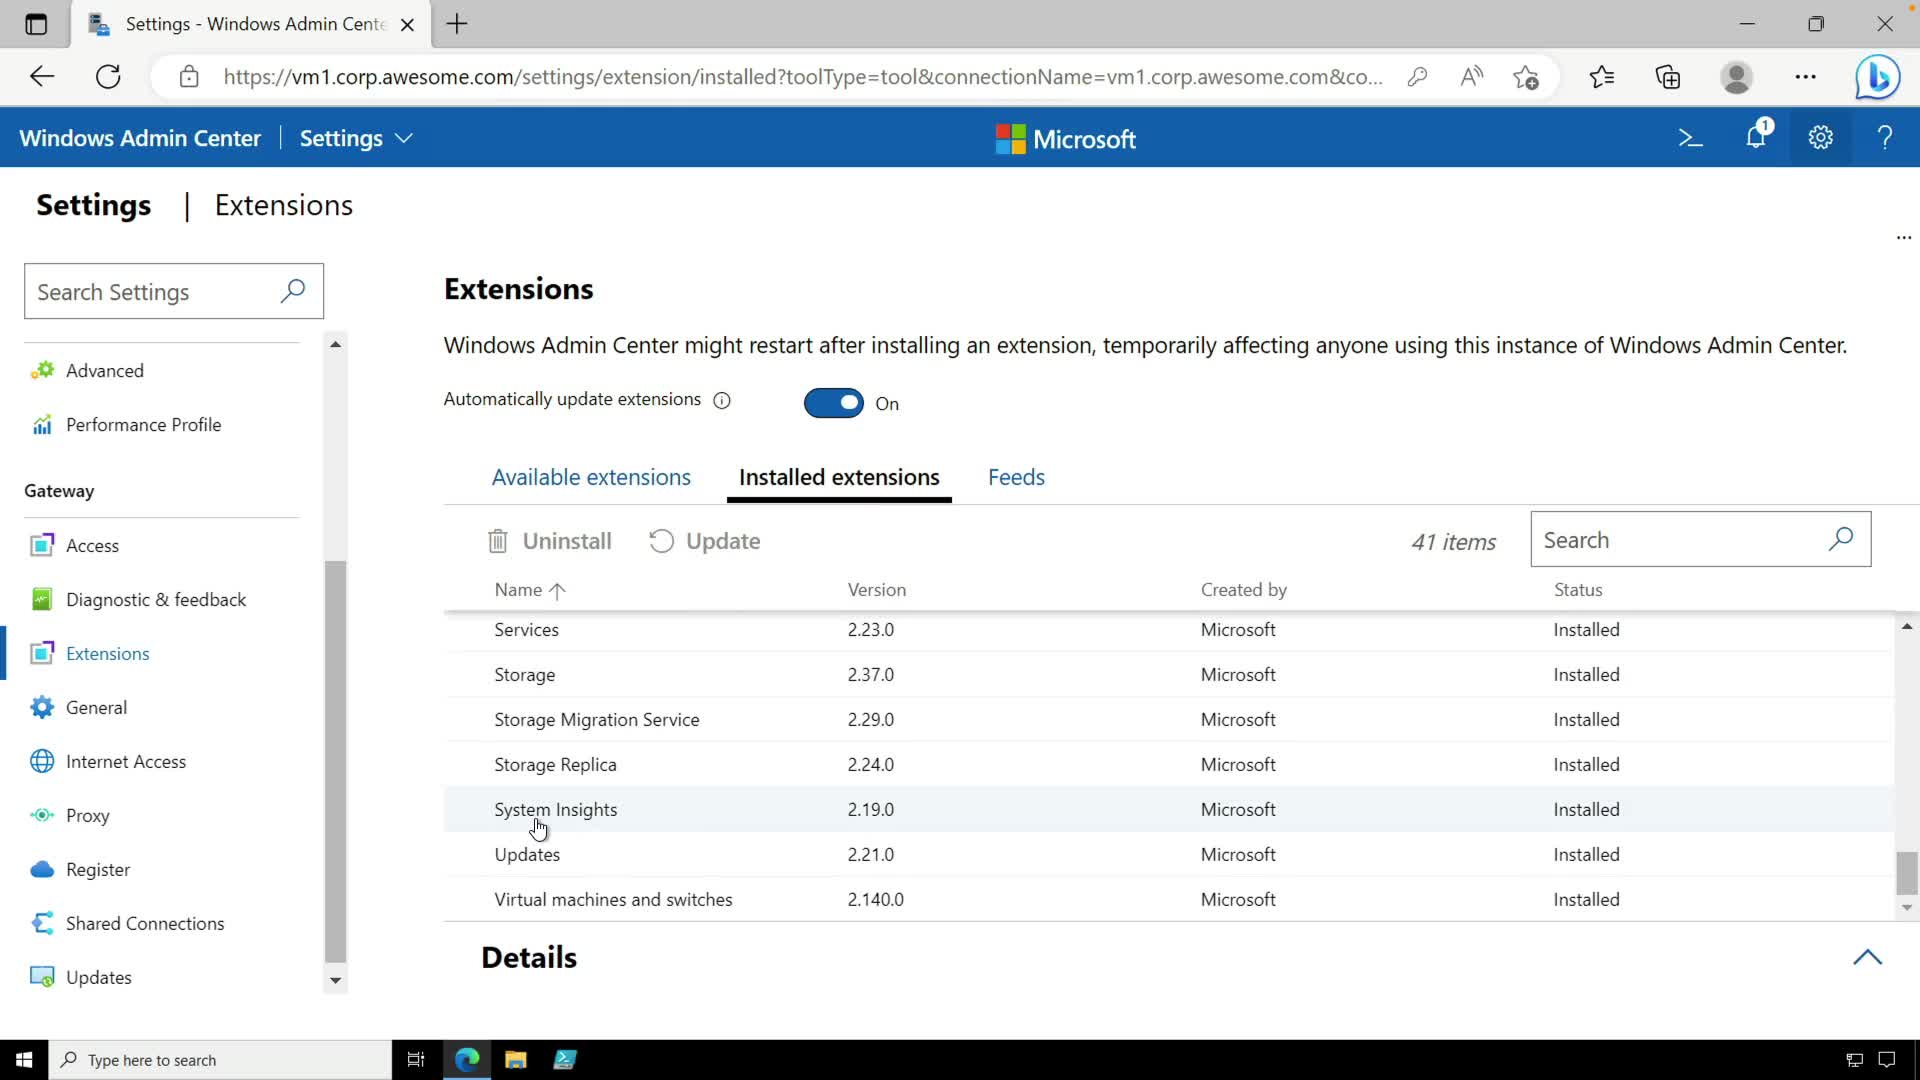 Settings - Windows Admin Cente
https://vm1.corp.awesome.com/settings/extension/installed?toolType=tool&connectionName=vm1.corp.awesome.com&co...
Windows Admin Center
Settings
Microsoft
1
Settings | Extensions
Search Settings
Advanced
Performance Profile
Gateway
Access
Diagnostic & feedback
Extensions
General
Internet Access
Proxy
Register
Shared Connections
Updates
Extensions
Windows Admin Center might restart after installing an extension, temporarily affecting anyone using this instance of Windows Admin Center.
Automatically update extensions
On
Available extensions Installed extensions Feeds
Uninstall Update 41 items Search
Name Version Created by Status
Services 2.23.0 Microsoft Installed
Storage 2.37.0 Microsoft Installed
Storage Migration Service 2.29.0 Microsoft Installed
Storage Replica 2.24.0 Microsoft Installed
System Insights 2.19.0 Microsoft Installed
Updates 2.21.0 Microsoft Installed
Virtual machines and switches 2.140.0 Microsoft Installed
Details
Type here to search